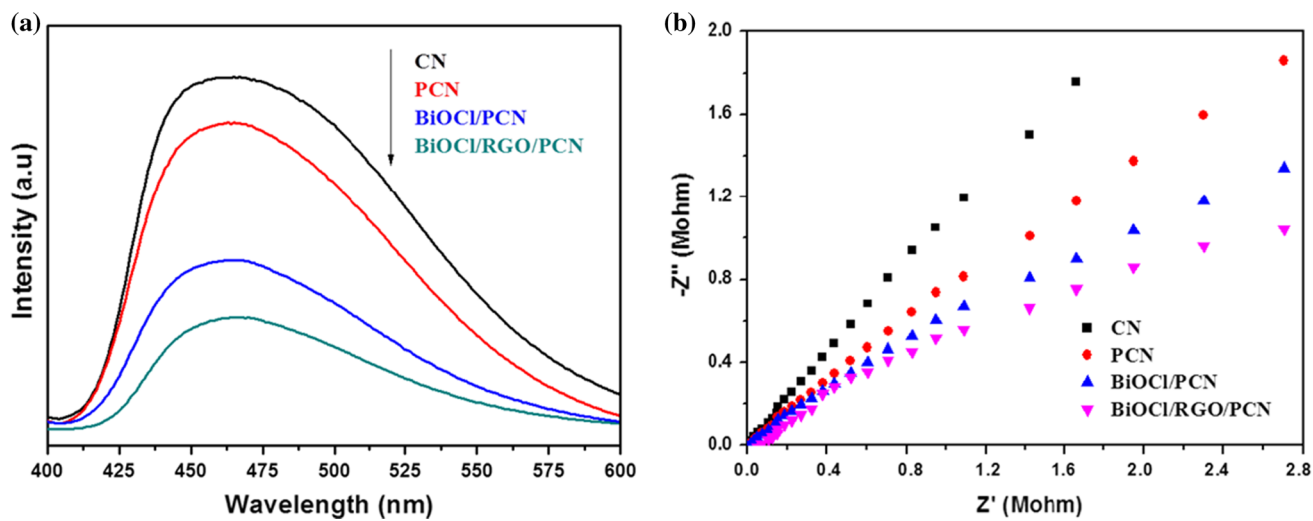 (a)
CN
PCN
BiOCl/PCN
BiOCl/RGO/PCN
Intensity (a.u)
400 425 450 475 500 525 550 575 600
Wavelength (nm)
(b)
2.0
1.6
1.2
0.8
0.4
0.0
-Z'' (Mohm)
CN
PCN
BiOCl/PCN
BiOCl/RGO/PCN
0.0 0.4 0.8 1.2 1.6 2.0 2.4 2.8
Z' (Mohm)